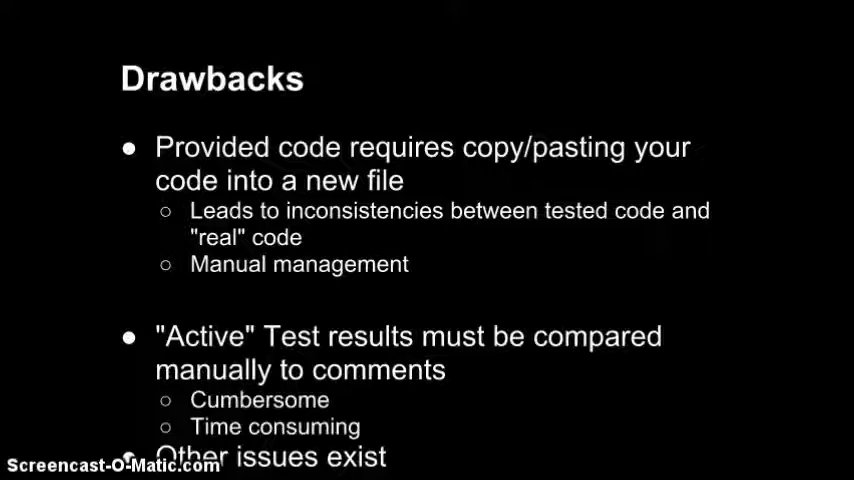 Drawbacks
● Provided code requires copy/pasting your
code into a new file
○ Leads to inconsistencies between tested code and
"real" code
○ Manual management
● "Active" Test results must be compared
manually to comments
○ Cumbersome
○ Time consuming
● Other issues exist
Screencast-O-Matic.com